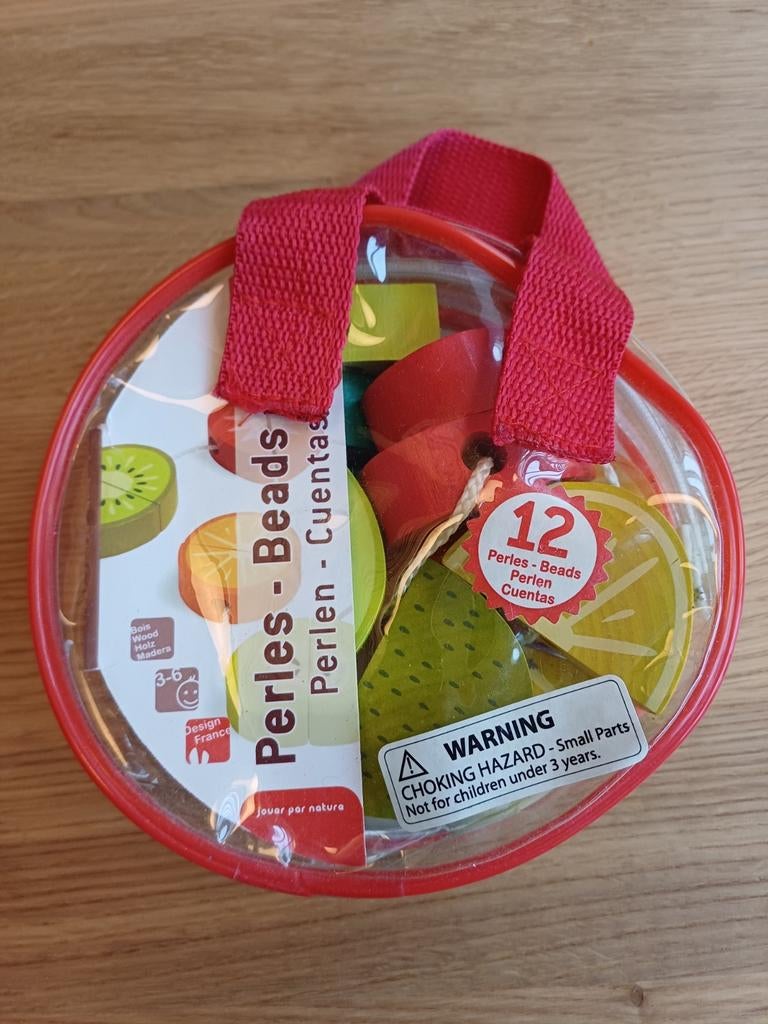 Perles - Beads
Perlen - Cuentas
Bois
Wood
Holz
Madera
3-6
Design
France
jouer par nature
12
Perles - Beads
Perlen
Cuentas
WARNING
CHOKING HAZARD - Small Parts
Not for children under 3 years.